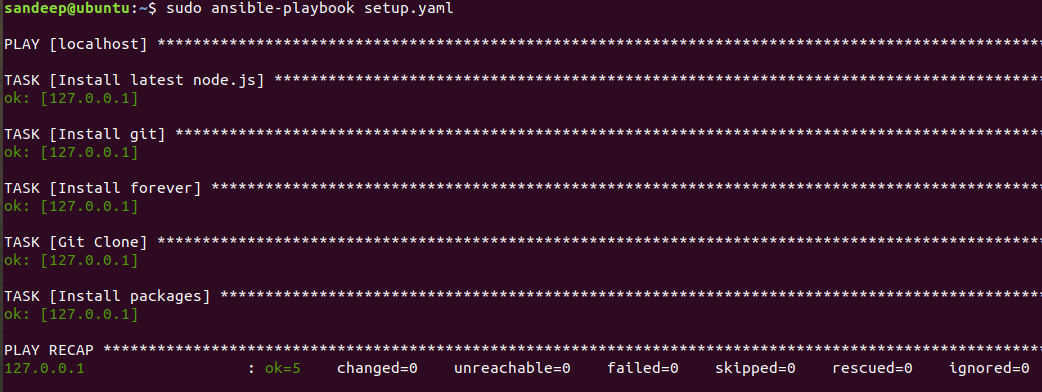 sandeep@ubuntu:~$ sudo ansible-playbook setup.yaml
PLAY [localhost] **************************************************************************************************
TASK [Install latest node.js] *************************************************************************************
ok: [127.0.0.1]
TASK [Install git] ************************************************************************************************
ok: [127.0.0.1]
TASK [Install forever] ********************************************************************************************
ok: [127.0.0.1]
TASK [Git Clone] **************************************************************************************************
ok: [127.0.0.1]
TASK [Install packages] *******************************************************************************************
ok: [127.0.0.1]
PLAY RECAP ********************************************************************************************************
127.0.0.1                  : ok=5    changed=0    unreachable=0    failed=0    skipped=0    rescued=0    ignored=0